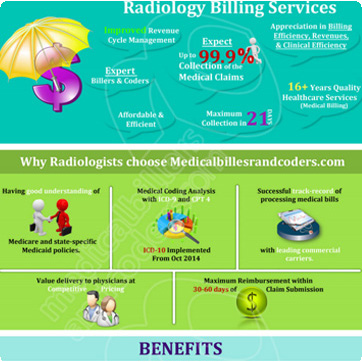 Radiology Billing Services
Improved Revenue
Cycle Management
Expert
Billers & Coders
Affordable &
Efficient
Expect
Up to 99.9%
Collection of the
Medical Claims
Maximum
Collection in 21 DAYS
Appreciation in Billing
Efficiency, Revenues,
& Clinical Efficiency
16+ Years Quality
Healthcare Services
(Medical Billing)
Why Radiologists choose Medicalbillersandcoders.com
Having good understanding of
Medicare and state-specific
Medicaid policies.
Medical Coding Analysis
with ICD-9 and CPT 4
ICD-10 Implemented
From Oct 2014
Successful track-record of
processing medical bills
with leading commercial
carriers.
Value delivery to physicians at
Competitive Pricing
Maximum Reimbursement within
30-60 days of Claim Submission
BENEFITS